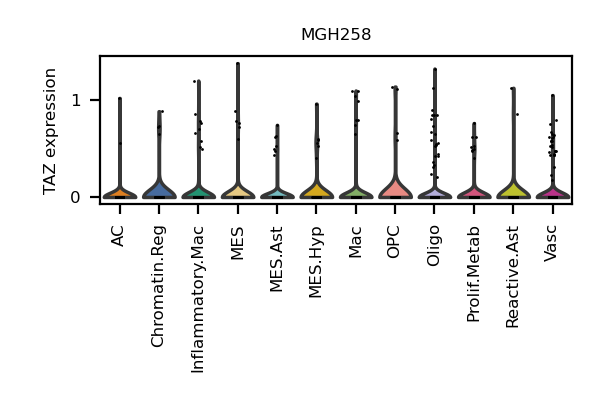 MGH258
TAZ expression
1
0
AC
Chromatin.Reg
Inflammatory.Mac
MES
MES.Ast
MES.Hyp
Mac
OPC
Oligo
Prolif.Metab
Reactive.Ast
Vasc